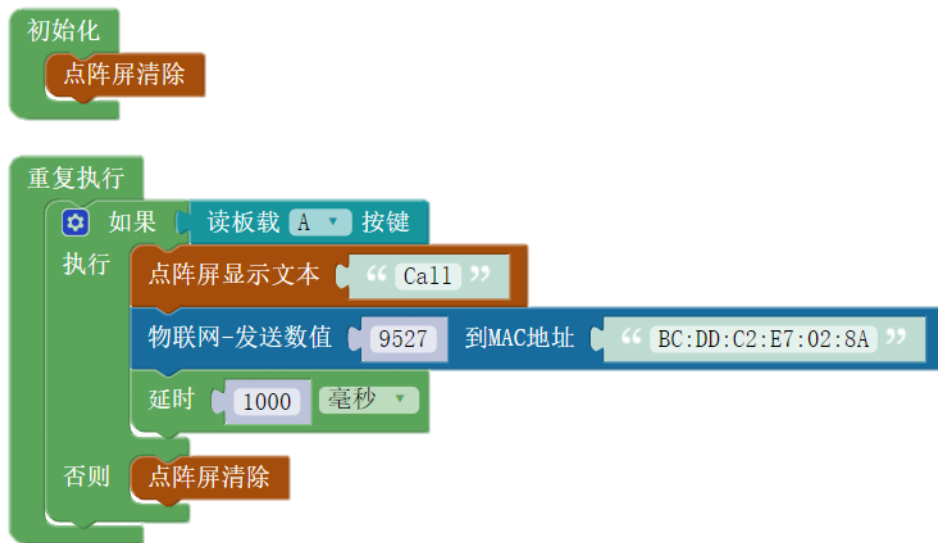 初始化
点阵屏清除
重复执行
如果 读板载 A 按键
执行 点阵屏显示文本 “ Call ”
物联网-发送数值 9527 到MAC地址 “ BC:DD:C2:E7:02:8A ”
延时 1000 毫秒
否则 点阵屏清除